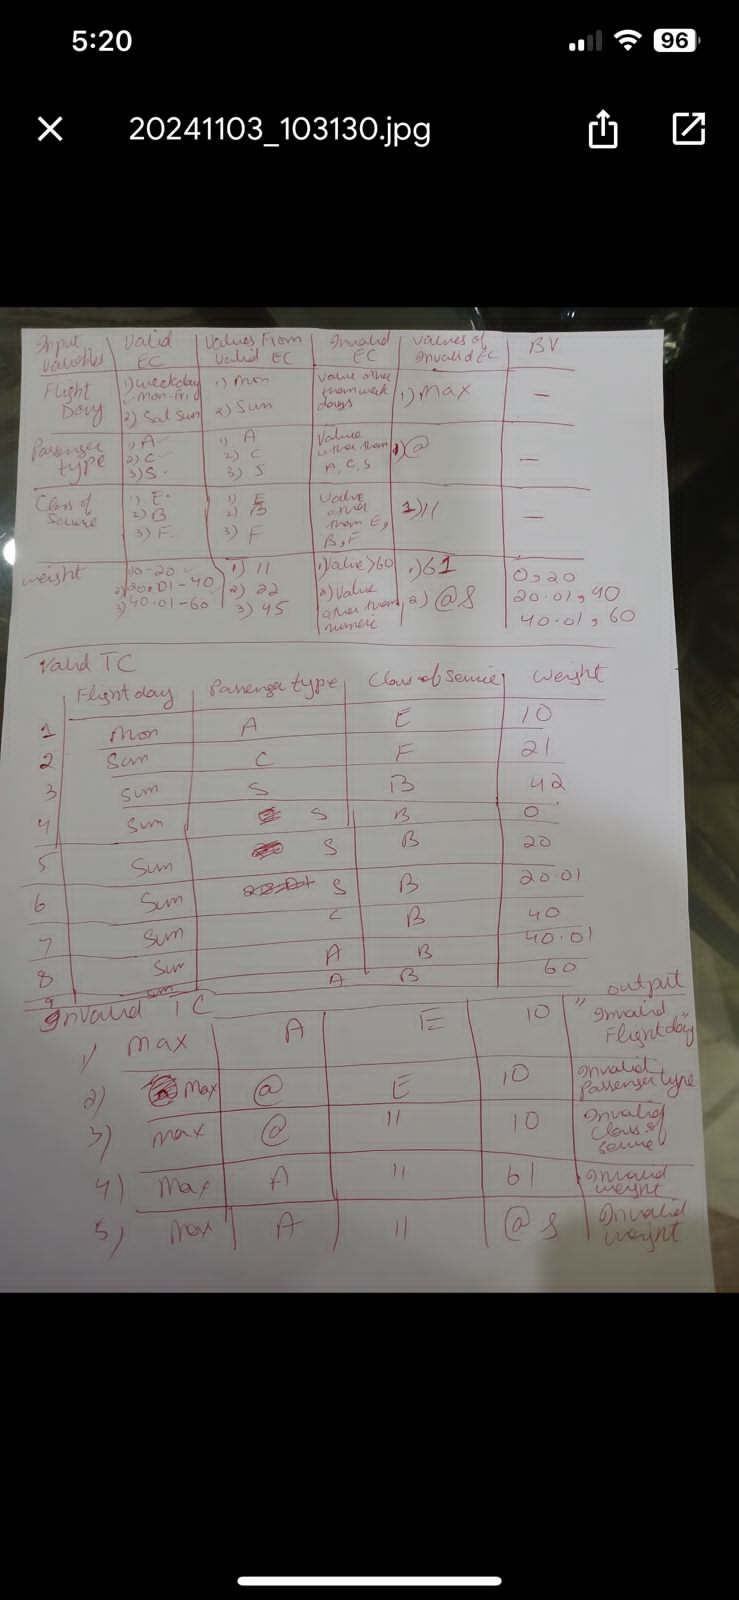 5:20
96
20241103_103130.jpg
Input Variables | Valid EC | Values From Valid EC | Invalid EC | Values of Invalid EC | BV
Flight Day | 1) weekday Mon-Fri 2) Sat Sun | 1) Mon 2) Sun | Value other than week days | 1) Max | -
Passenger type | 1) A 2) C 3) S | 1) A 2) C 3) S | Value other than A, C, S | 1) @ | -
Class of | 1) E 2) B 3) F | 1) E 2) B 3) F | Value other than E, B, F | 1) 11 | -
weight | 1) 0-20 2) 20.01-40 3) 40.01-60 | 1) 11 2) 22 3) 45 | 1) Value >60 2) Value other than numeric | 1) 61 2) @ | 0, 20 20.01, 40 40.01, 60
Valid TC
Flight day | Passenger type | Class of Service | Weight
1 | Mon | A | E | 10
2 | Sun | C | F | 21
3 | Sun | S | B | 42
4 | Sun | S | B | 0
5 | Sun | S | B | 20
6 | Sun | S | B | 20.01
7 | Sun | C | B | 40
8 | Sun | A | B | 40.01
9 | Sun | A | B | 60
Invalid TC | output
1) | Max | A | E | 10 | "Invalid Flight day"
2) | Max | @ | E | 10 | Invalid Passenger type
3) | Max | @ | 11 | 10 | Invalid Class of
4) | Max | A | 11 | 61 | Invalid weight
5) | Max | A | 11 | @ | Invalid weight